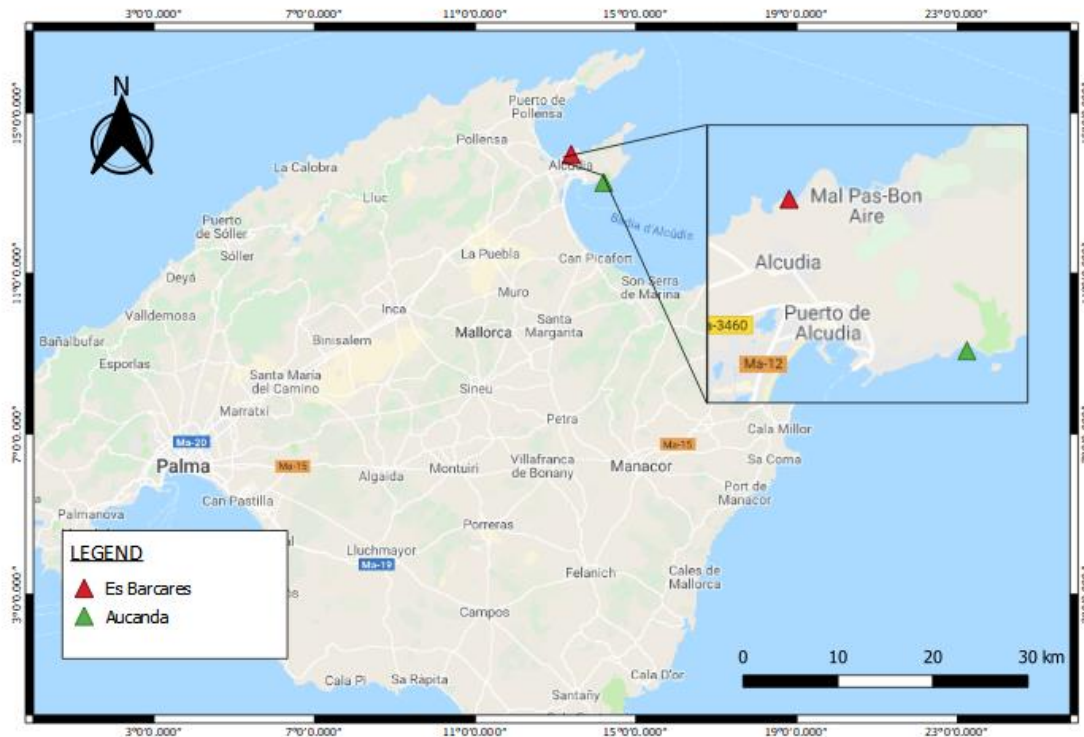 3°0'0.000" 7°0'0.000" 11°0'0.000" 15°0'0.000" 19°0'0.000" 23°0'0.000"
N
Puerto de
Pollensa
Pollensa
La Calobra
Alcudia
Lluc
Puerto
de Sóller
Sóller
Badia d'Alcúdia
La Puebla
Can Picafort
Deyá
Son Serra
de Marina
Muro
Valldemosa
Inca
Santa
Margarita
Mallorca
Bañalbufar
Binisalem
Esporlas
Santa María
del Camino
Sineu
Marratxí
Petra
Cala Millor
Ma-20
Ma-15
Palma
Ma-15
Algaida
Montuiri
Villafranca
de Bonany
Manacor
Sa Coma
Can Pastilla
Port de
Manacor
Palmanova
Porreras
Lluchmayor
Ma-19
Felanich
Cales de
Mallorca
Campos
Cala Pi
Sa Ràpita
Cala D'or
Santañy
Mal Pas-Bon
Aire
Alcudia
Puerto de
Alcudia
a-3460
Ma-12
LEGEND
Es Barcares
Aucanda
0 10 20 30 km
15°0'0.000"
11°0'0.000"
7°0'0.000"
3°0'0.000"
3°0'0.000" 7°0'0.000" 11°0'0.000" 15°0'0.000" 19°0'0.000" 23°0'0.000"